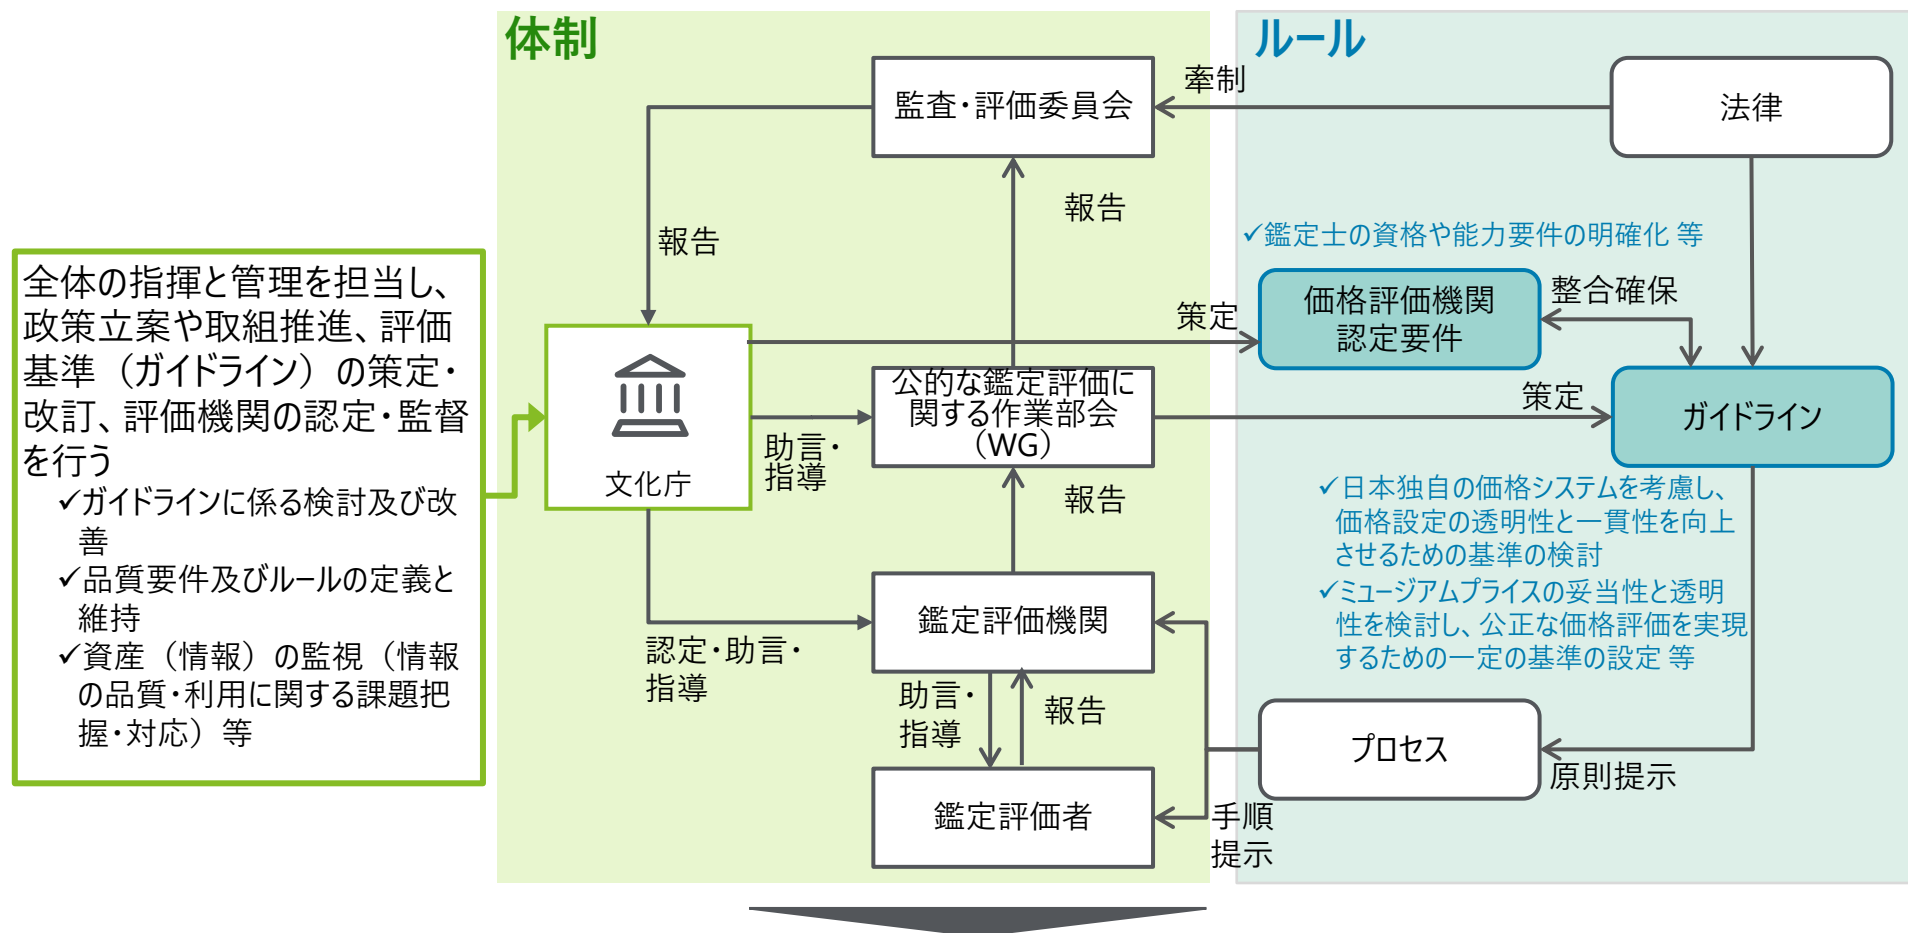 体制
ルール
監査・評価委員会
牽制
法律
報告
報告
✓鑑定士の資格や能力要件の明確化 等
全体の指揮と管理を担当し、
政策立案や取組推進、評価
基準（ガイドライン）の策定・
改訂、評価機関の認定・監督
を行う
✓ガイドラインに係る検討及び改
善
✓品質要件及びルールの定義と
維持
✓資産（情報）の監視（情報
の品質・利用に関する課題把
握・対応）等
策定
価格評価機関
認定要件
整合確保
文化庁
助言・
指導
公的な鑑定評価に
関する作業部会
（WG）
策定
ガイドライン
報告
✓日本独自の価格システムを考慮し、
価格設定の透明性と一貫性を向上
させるための基準の検討
✓ミュージアムプライスの妥当性と透明
性を検討し、公正な価格評価を実現
するための一定の基準の設定 等
鑑定評価機関
認定・助言・
指導
助言・
指導
報告
プロセス
原則提示
鑑定評価者
手順
提示